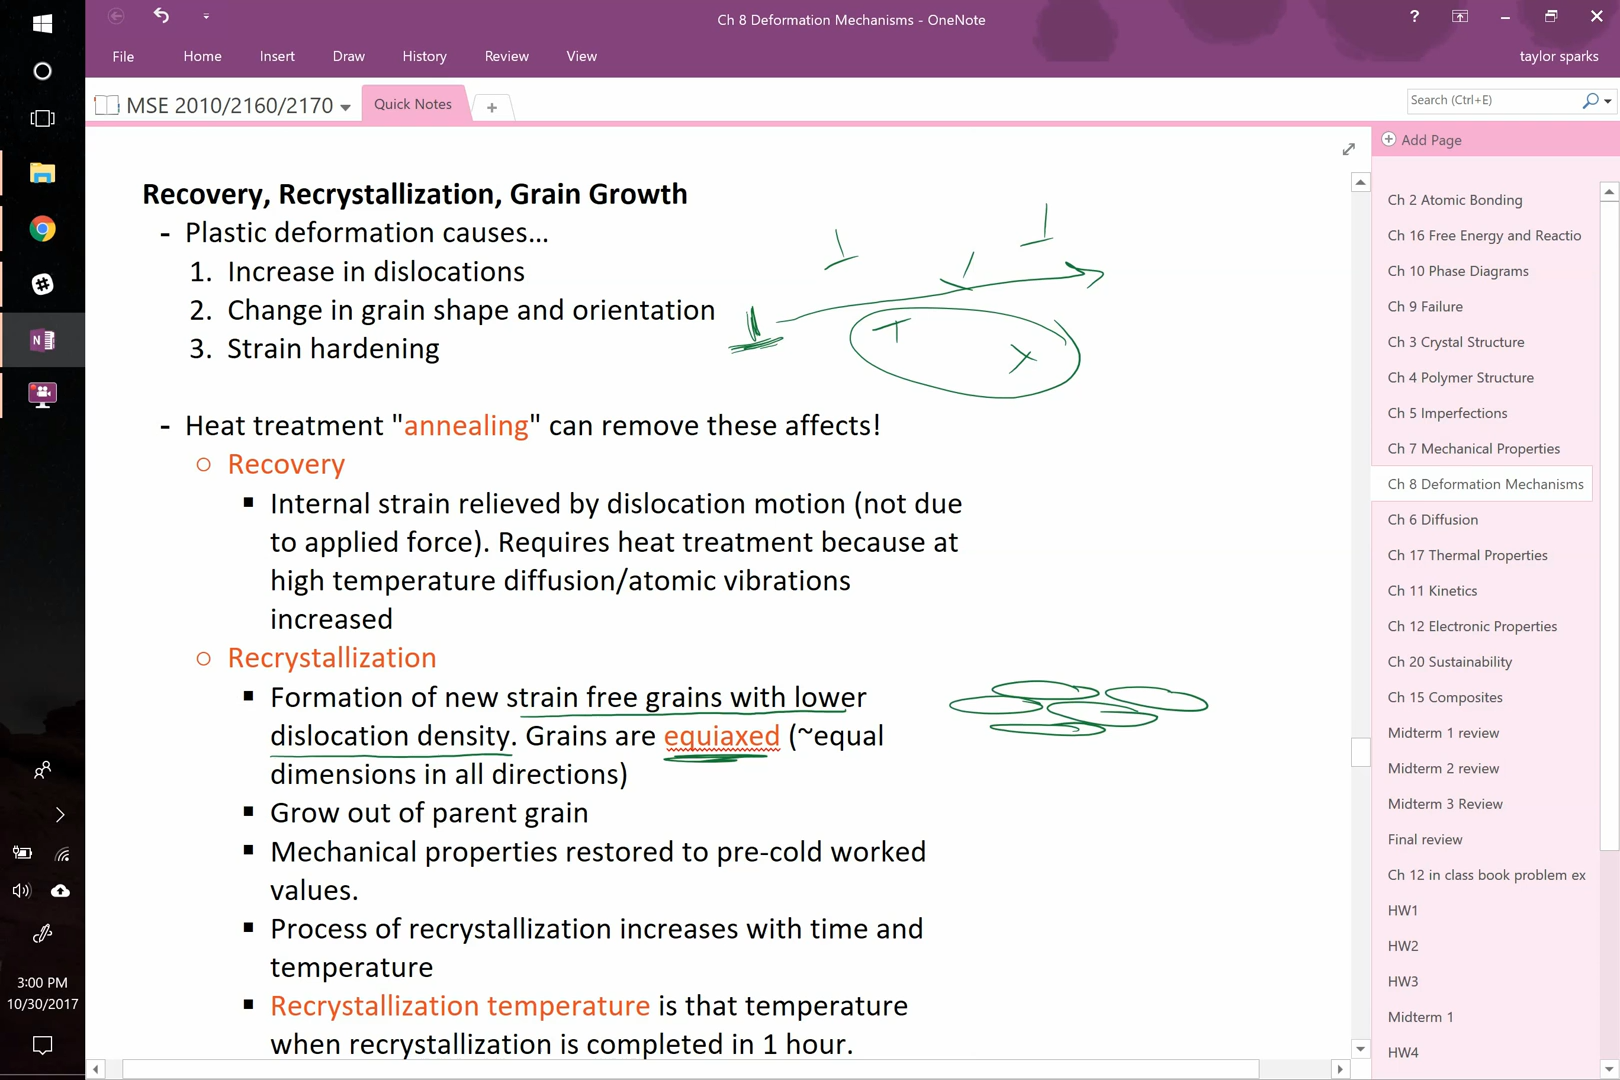 Ch 8 Deformation Mechanisms - OneNote
?
File Home Insert Draw History Review View
taylor sparks
MSE 2010/2160/2170
Quick Notes
+
Search (Ctrl+E)
Add Page
Recovery, Recrystallization, Grain Growth
- Plastic deformation causes...
1. Increase in dislocations
2. Change in grain shape and orientation
3. Strain hardening
- Heat treatment "annealing" can remove these affects!
○ Recovery
▪ Internal strain relieved by dislocation motion (not due
to applied force). Requires heat treatment because at
high temperature diffusion/atomic vibrations
increased
○ Recrystallization
▪ Formation of new strain free grains with lower
dislocation density. Grains are equiaxed (~equal
dimensions in all directions)
▪ Grow out of parent grain
▪ Mechanical properties restored to pre-cold worked
values.
▪ Process of recrystallization increases with time and
temperature
▪ Recrystallization temperature is that temperature
when recrystallization is completed in 1 hour.
Ch 2 Atomic Bonding
Ch 16 Free Energy and Reactio
Ch 10 Phase Diagrams
Ch 9 Failure
Ch 3 Crystal Structure
Ch 4 Polymer Structure
Ch 5 Imperfections
Ch 7 Mechanical Properties
Ch 8 Deformation Mechanisms
Ch 6 Diffusion
Ch 17 Thermal Properties
Ch 11 Kinetics
Ch 12 Electronic Properties
Ch 20 Sustainability
Ch 15 Composites
Midterm 1 review
Midterm 2 review
Midterm 3 Review
Final review
Ch 12 in class book problem ex
HW1
HW2
HW3
Midterm 1
HW4
3:00 PM
10/30/2017